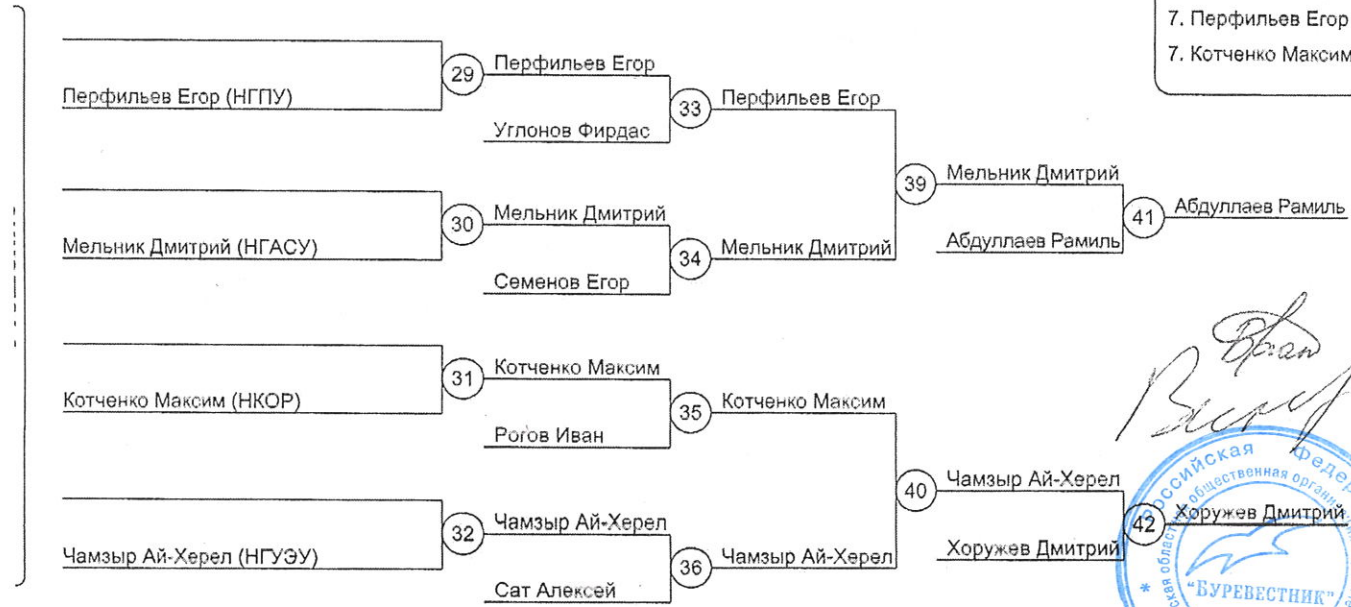 7. Перфильев Егор
7. Котченко Максим
29
Перфильев Егор
Перфильев Егор (НГПУ)
33
Перфильев Егор
Углонов Фирдас
39
Мельник Дмитрий
30
Мельник Дмитрий
41
Абдуллаев Рамиль
Мельник Дмитрий (НГАСУ)
34
Мельник Дмитрий
Абдуллаев Рамиль
Семенов Егор
31
Котченко Максим
Котченко Максим (НКОР)
35
Котченко Максим
Рогов Иван
40
Чамзыр Ай-Херел
32
Чамзыр Ай-Херел
42
Хоружев Дмитрий
Чамзыр Ай-Херел (НГУЭУ)
36
Чамзыр Ай-Херел
Хоружев Дмитрий
Сат Алексей
Российская
общественная
"БУРЕВЕСТНИК"